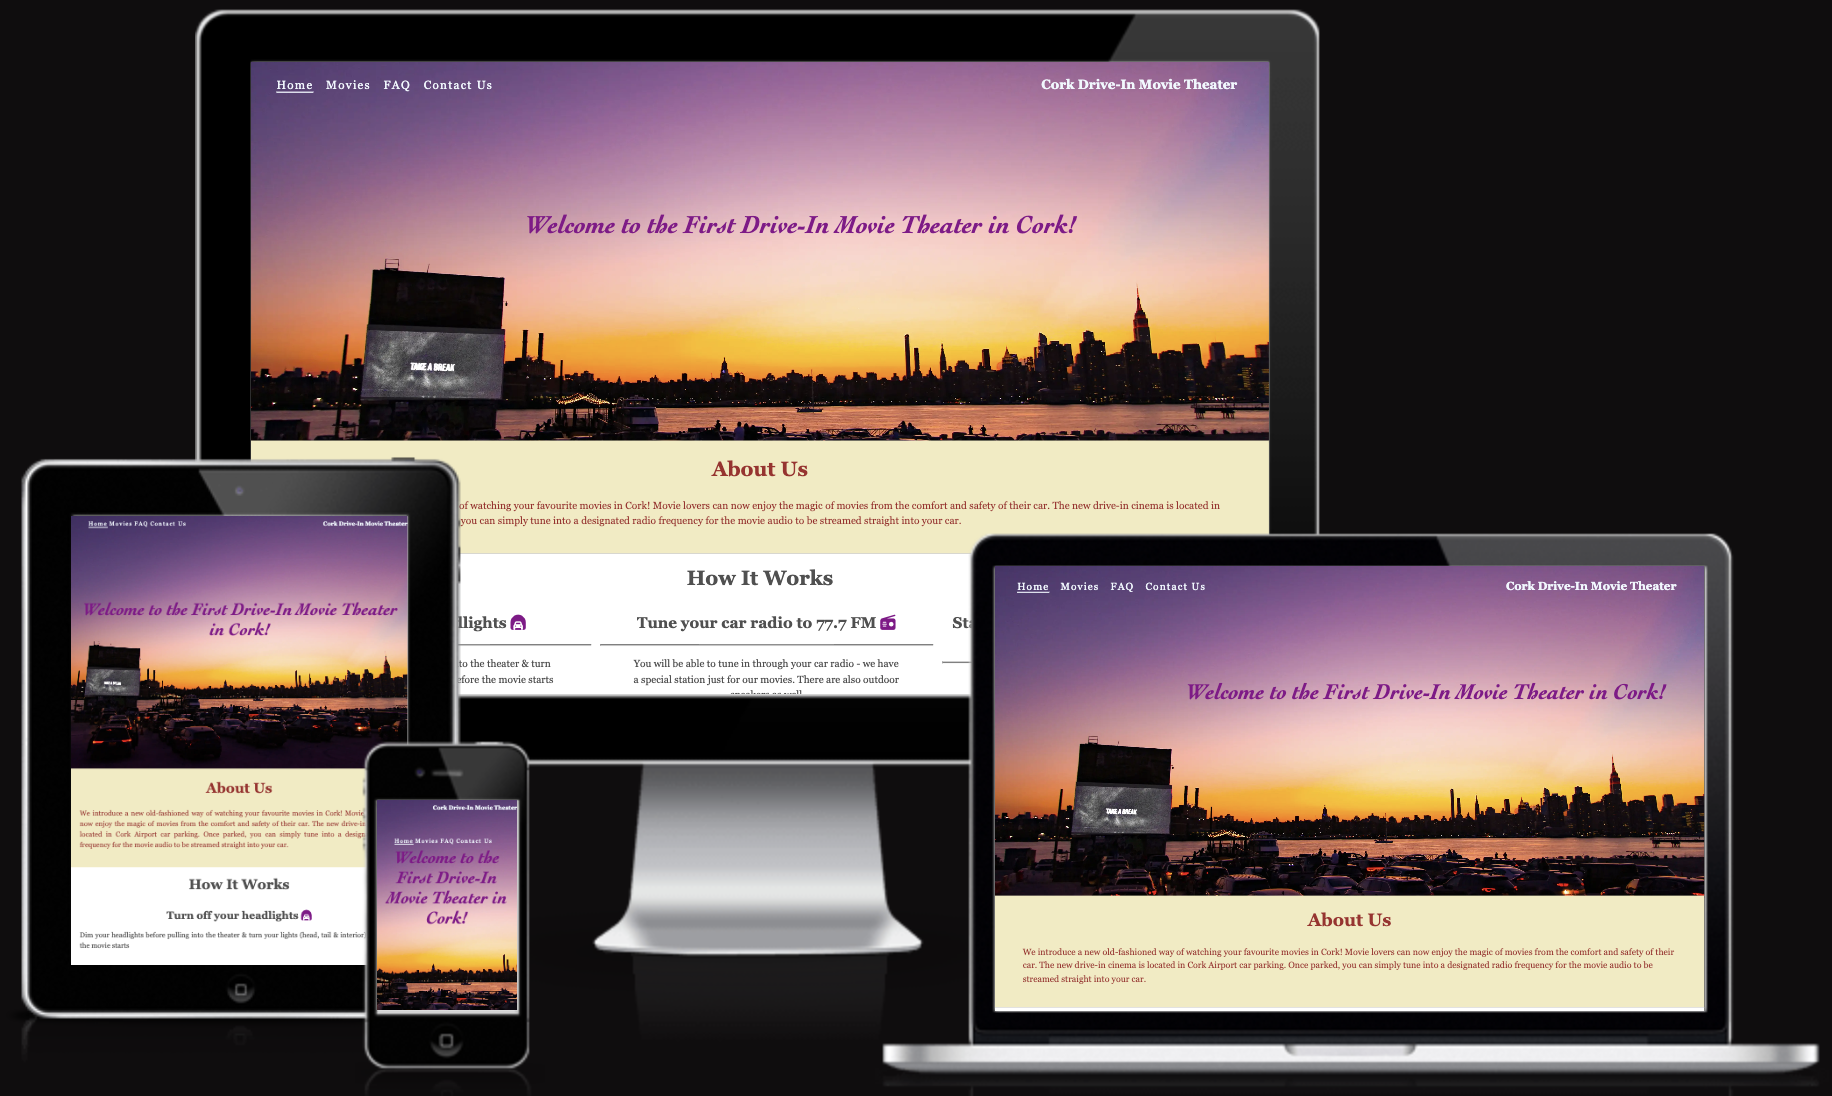 Home Movies FAQ Contact Us Cork Drive-In Movie Theater
Welcome to the First Drive-In Movie Theater in Cork!
TAKE A BREAK
About Us
of watching your favourite movies in Cork! Movie lovers can now enjoy the magic of movies from the comfort and safety of their car. The new drive-in cinema is located in
you can simply tune into a designated radio frequency for the movie audio to be streamed straight into your car.
How It Works
llights
Tune your car radio to 77.7 FM
Sta
to the theater & turn
efore the movie starts
You will be able to tune in through your car radio - we have
a special station just for our movies. There are also outdoor
speakers as well
Home Movies FAQ Contact Us Cork Drive-In Movie Theater
Welcome to the First Drive-In Movie Theater
in Cork!
About Us
We introduce a new old-fashioned way of watching your favourite movies in Cork! Movie
now enjoy the magic of movies from the comfort and safety of their car. The new drive-in
located in Cork Airport car parking. Once parked, you can simply tune into a design
frequency for the movie audio to be streamed straight into your car.
How It Works
Turn off your headlights
Dim your headlights before pulling into the theater & turn your lights (head, tail & interior)
the movie starts
Cork Drive-In Movie Theater
Home Movies FAQ Contact Us
Welcome to the
First Drive-In
Movie Theater in
Cork!
Home Movies FAQ Contact Us Cork Drive-In Movie Theater
Welcome to the First Drive-In Movie Theater in Cork!
TAKE A BREAK
About Us
We introduce a new old-fashioned way of watching your favourite movies in Cork! Movie lovers can now enjoy the magic of movies from the comfort and safety of their
car. The new drive-in cinema is located in Cork Airport car parking. Once parked, you can simply tune into a designated radio frequency for the movie audio to be
streamed straight into your car.